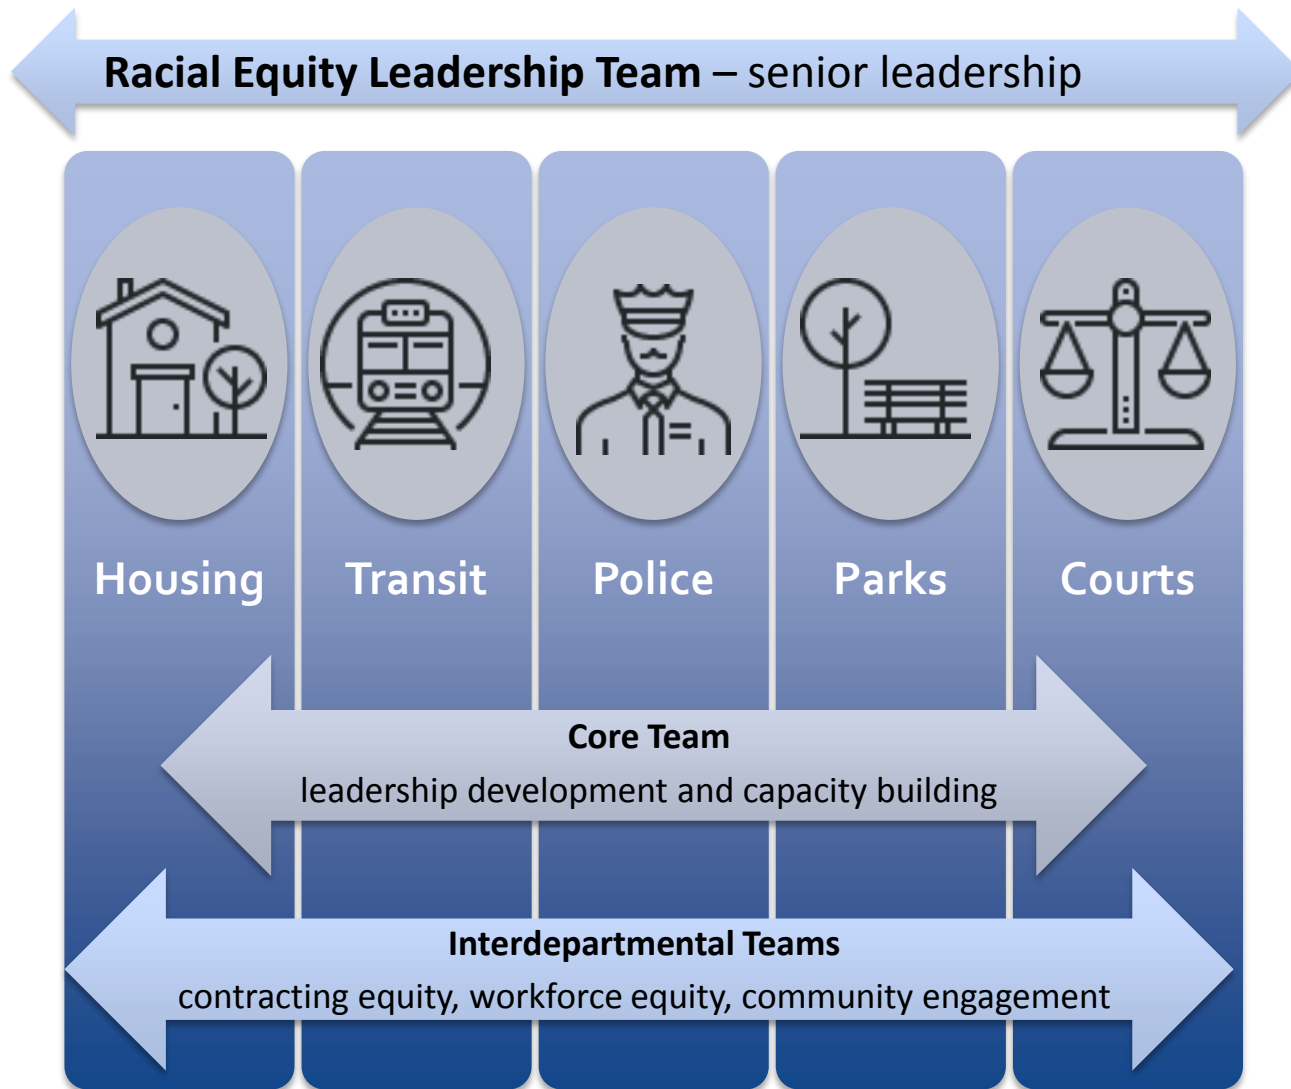 Racial Equity Leadership Team – senior leadership
Housing
Transit
Police
Parks
Courts
Core Team
leadership development and capacity building
Interdepartmental Teams
contracting equity, workforce equity, community engagement